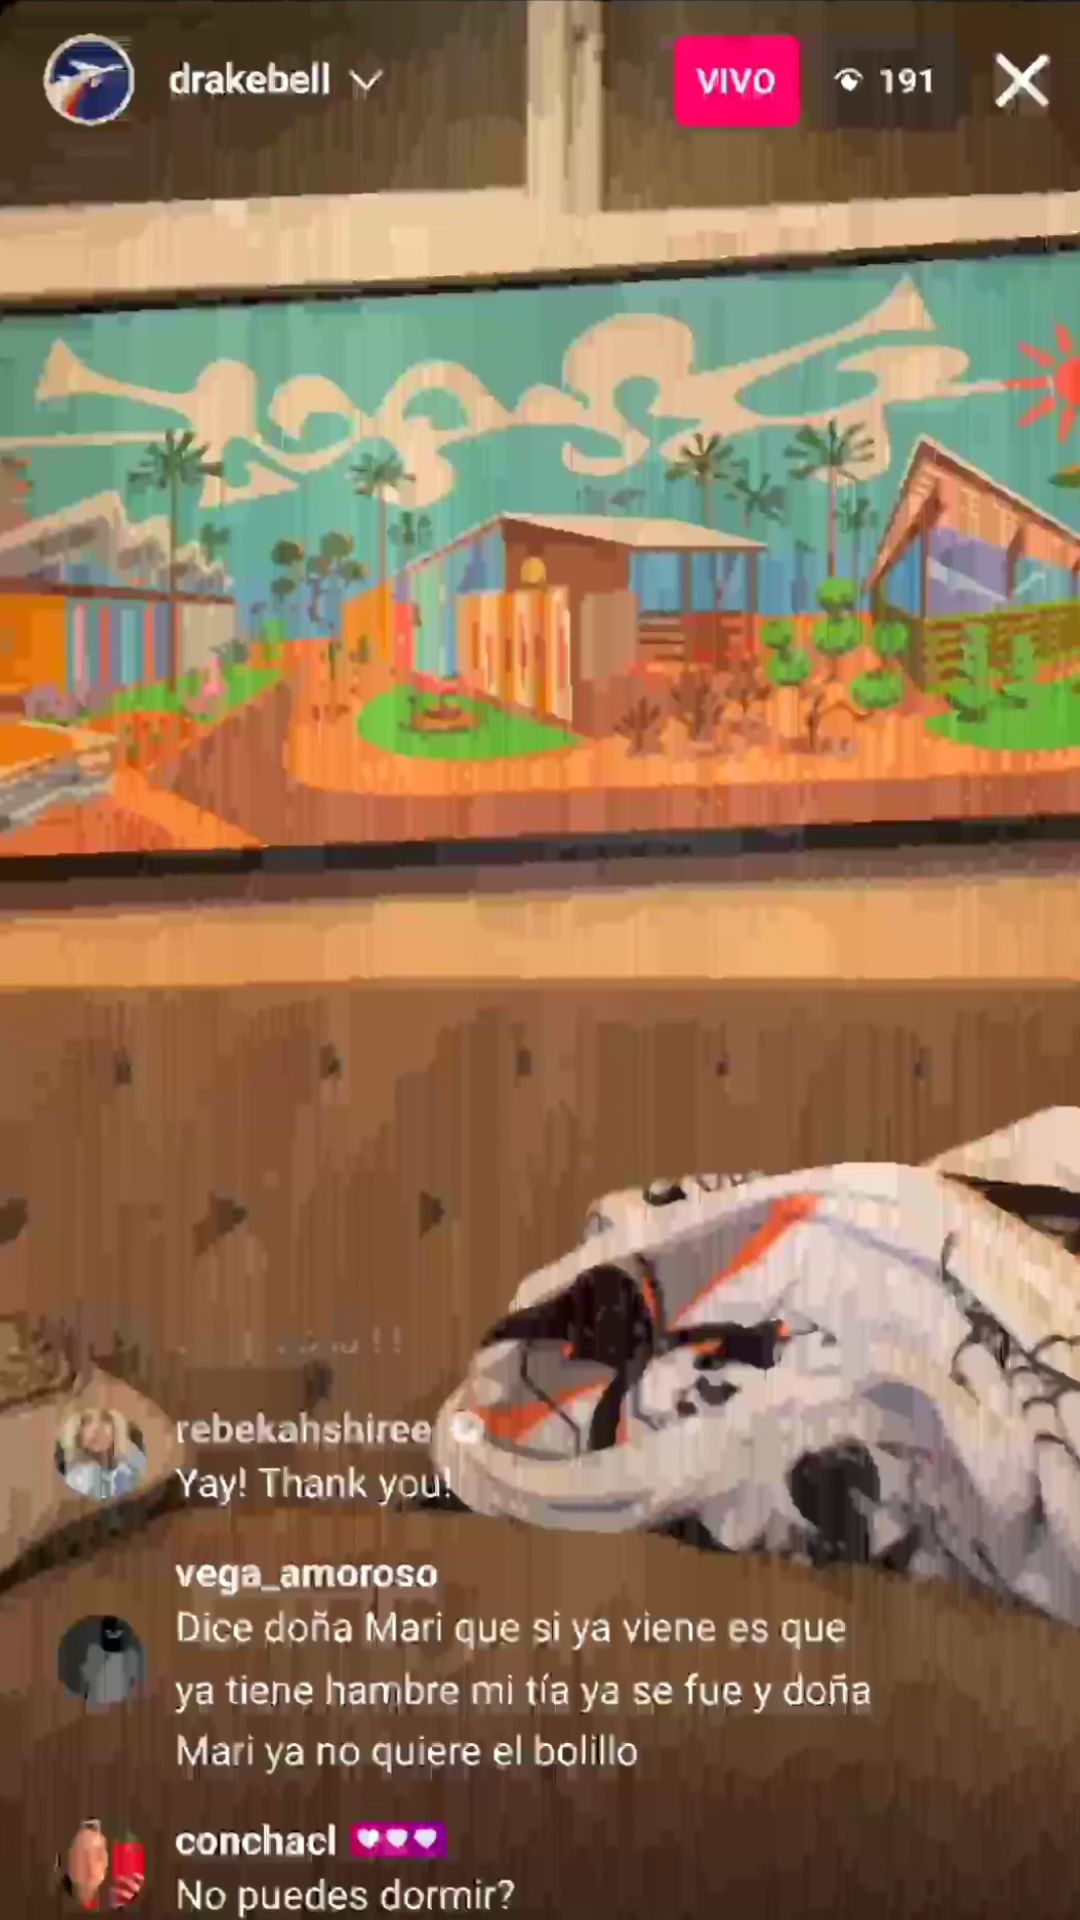 drakebell
VIVO
191
rebekahshiree
Yay! Thank you!
vega_amoroso
Dice doña Mari que si ya viene es que
ya tiene hambre mi tía ya se fue y doña
Mari ya no quiere el bolillo
conchacl
No puedes dormir?